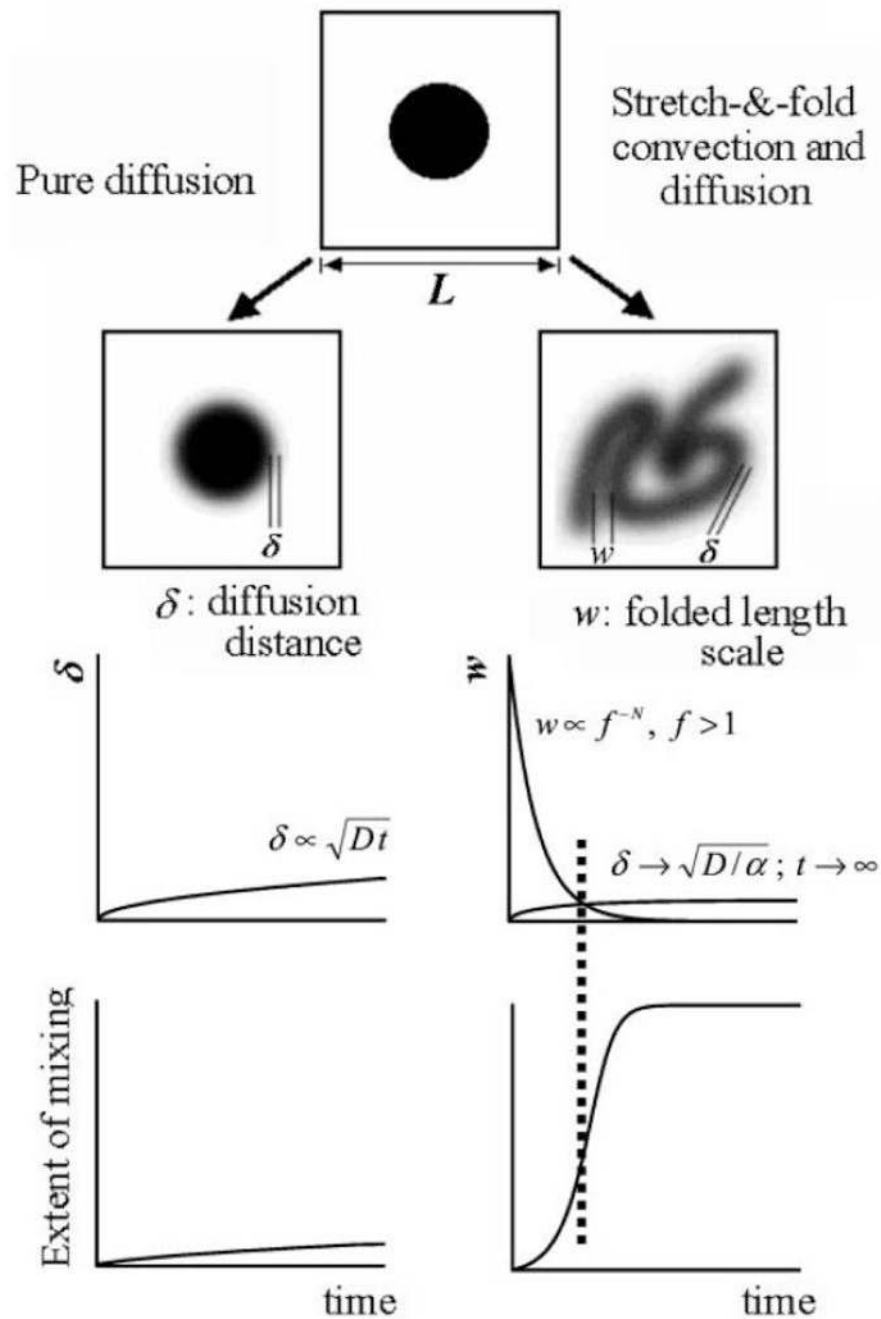 Pure diffusion
Stretch-&-fold
convection and
diffusion
L
δ
w
δ
δ: diffusion
distance
w: folded length
scale
δ
δ ∝ √Dt
w
w ∝ f^{-N}, f > 1
δ → √D/α ; t → ∞
Extent of mixing
time
time